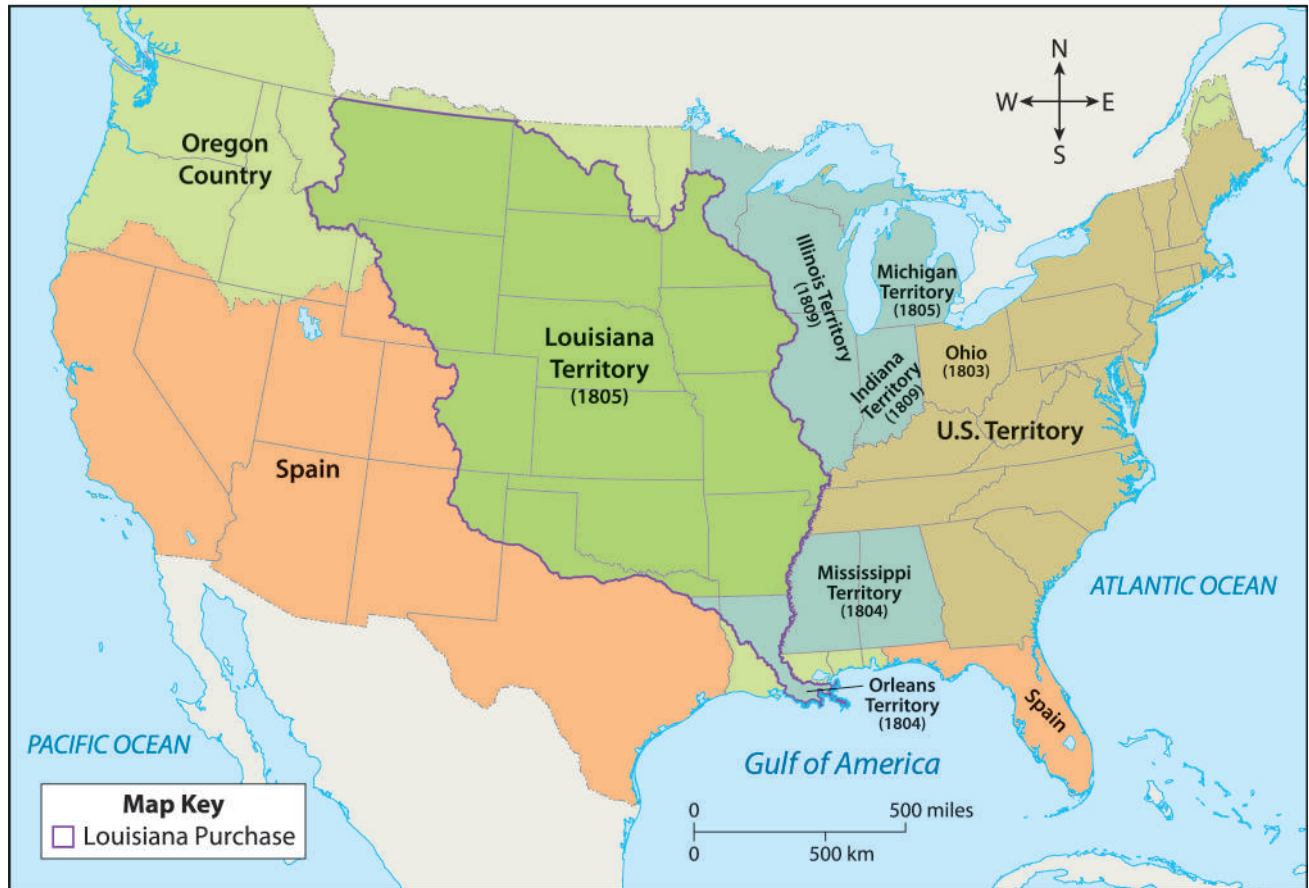 N
W E
S
Oregon
Country
Illinois Territory
(1809)
Michigan
Territory
(1805)
Louisiana
Territory
(1805)
Ohio
(1803)
Indiana
Territory
(1809)
U.S. Territory
Spain
Mississippi
Territory
(1804)
ATLANTIC OCEAN
Orleans
Territory
(1804)
Spain
PACIFIC OCEAN
Gulf of America
Map Key
Louisiana Purchase
0 500 miles
0 500 km